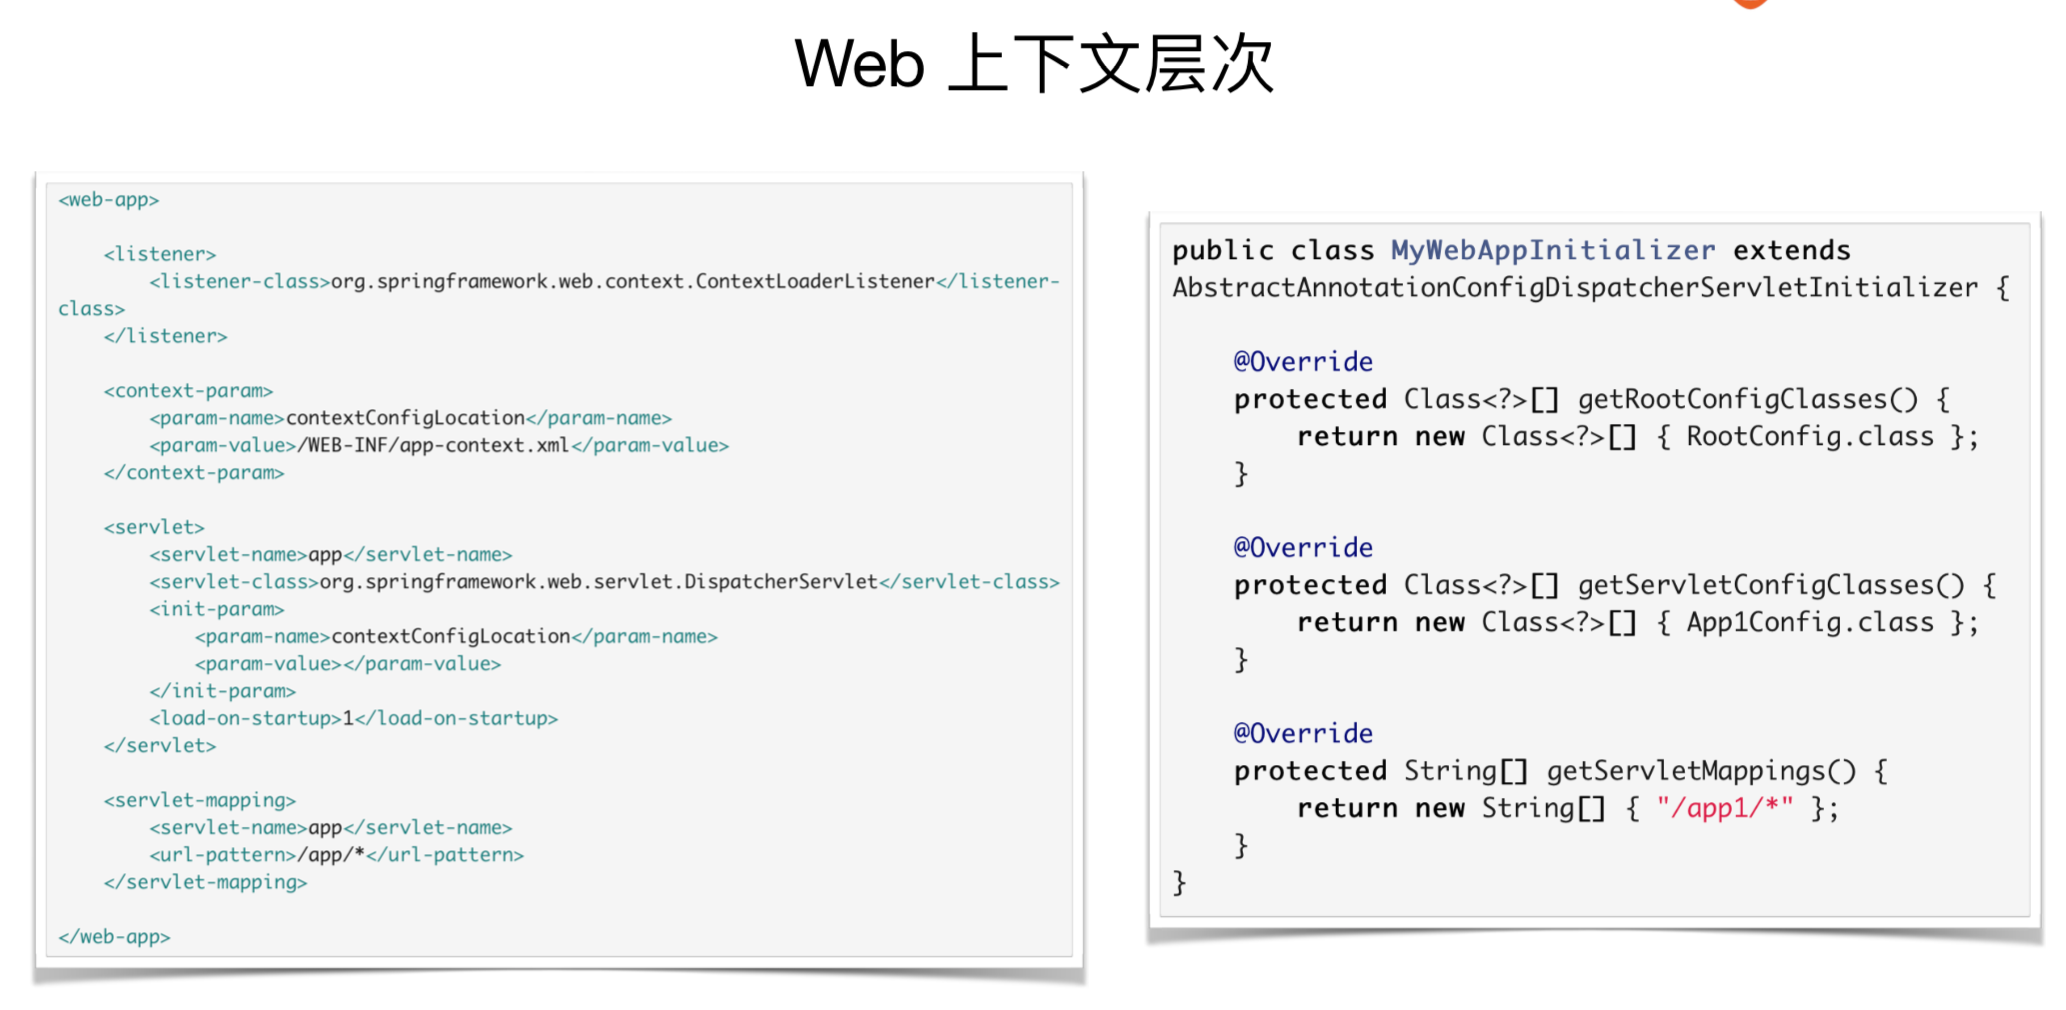 Web 上下文层次
<web-app>
<listener>
<listener-class>org.springframework.web.context.ContextLoaderListener</listener-
class>
</listener>
<context-param>
<param-name>contextConfigLocation</param-name>
<param-value>/WEB-INF/app-context.xml</param-value>
</context-param>
<servlet>
<servlet-name>app</servlet-name>
<servlet-class>org.springframework.web.servlet.DispatcherServlet</servlet-class>
<init-param>
<param-name>contextConfigLocation</param-name>
<param-value></param-value>
</init-param>
<load-on-startup>1</load-on-startup>
</servlet>
<servlet-mapping>
<servlet-name>app</servlet-name>
<url-pattern>/app/*</url-pattern>
</servlet-mapping>
</web-app>
public class MyWebAppInitializer extends
AbstractAnnotationConfigDispatcherServletInitializer {
@Override
protected Class<?>[] getRootConfigClasses() {
return new Class<?>[] { RootConfig.class };
}
@Override
protected Class<?>[] getServletConfigClasses() {
return new Class<?>[] { App1Config.class };
}
@Override
protected String[] getServletMappings() {
return new String[] { "/app1/*" };
}
}